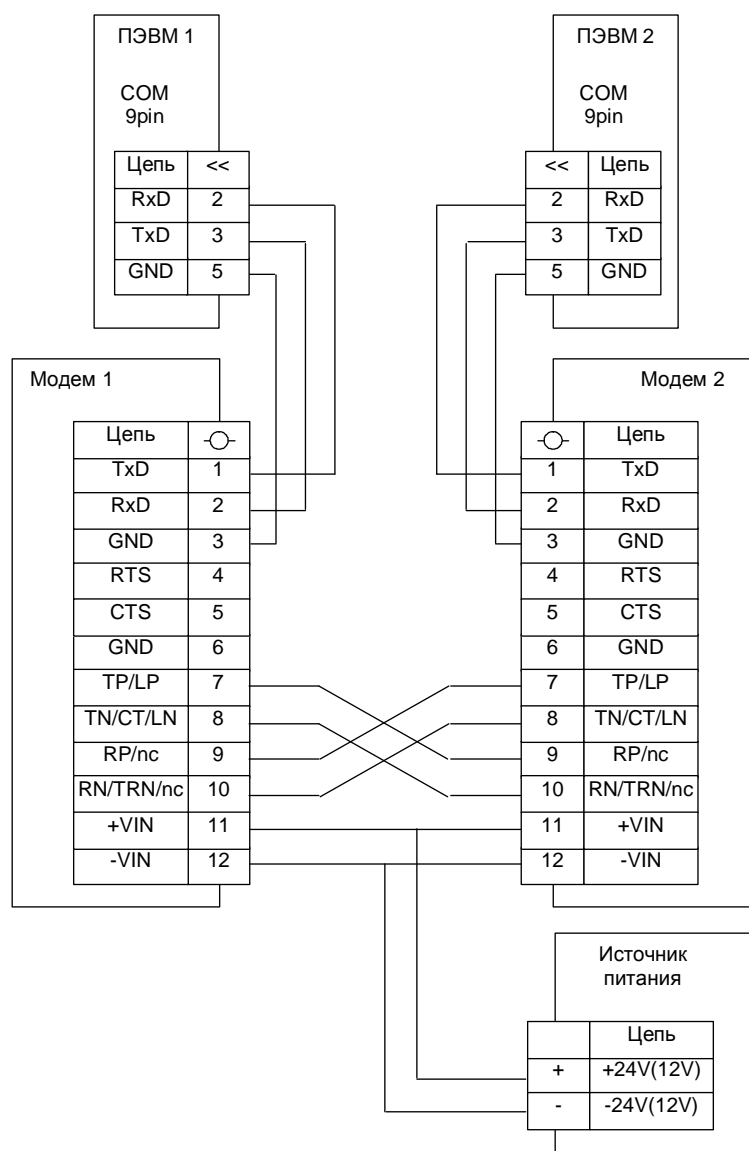 ПЭВМ 1
COM
9pin
Цепь <<
RxD 2
TxD 3
GND 5
ПЭВМ 2
COM
9pin
<< Цепь
2 RxD
3 TxD
5 GND
Модем 1
Цепь
TxD 1
RxD 2
GND 3
RTS 4
CTS 5
GND 6
TP/LP 7
TN/CT/LN 8
RP/nc 9
RN/TRN/nc 10
+VIN 11
-VIN 12
Модем 2
Цепь
1 TxD
2 RxD
3 GND
4 RTS
5 CTS
6 GND
7 TP/LP
8 TN/CT/LN
9 RP/nc
10 RN/TRN/nc
11 +VIN
12 -VIN
Источник
питания
Цепь
+ +24V(12V)
- -24V(12V)